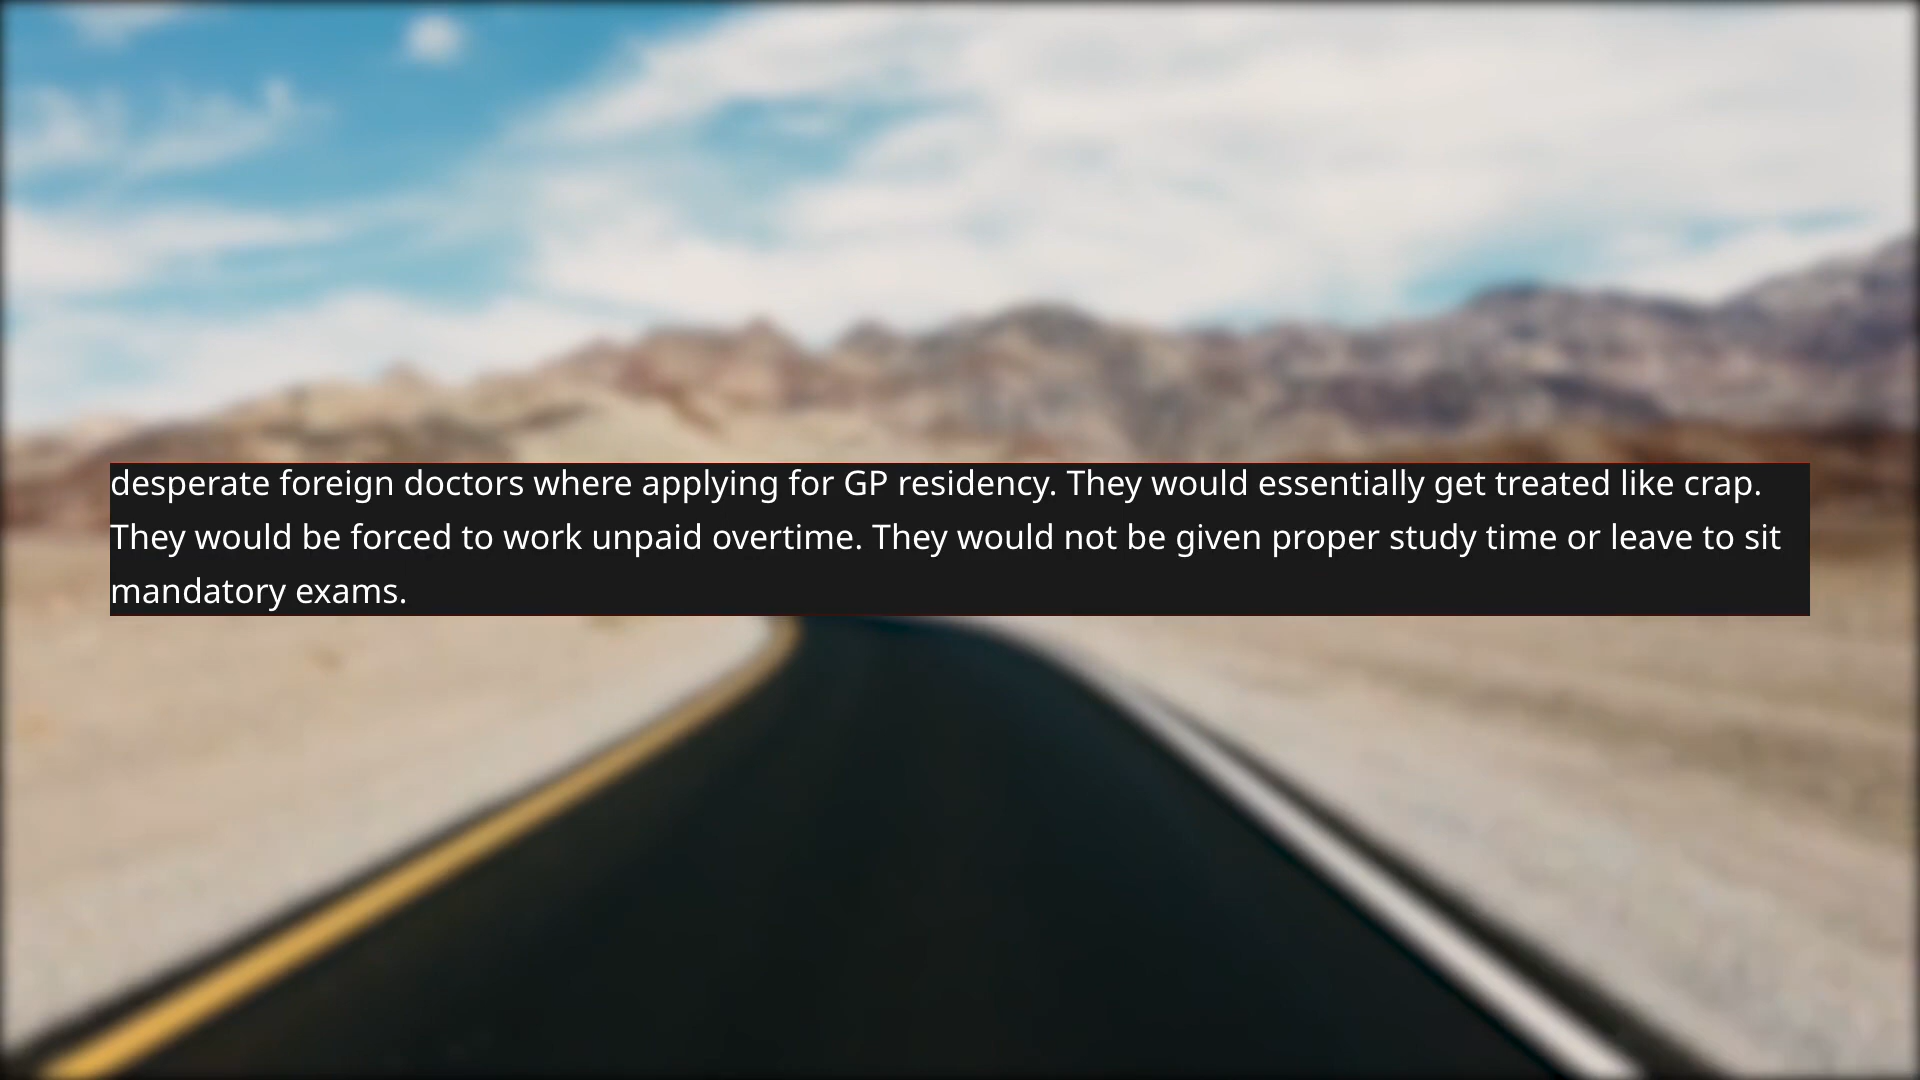 desperate foreign doctors where applying for GP residency. They would essentially get treated like crap.
They would be forced to work unpaid overtime. They would not be given proper study time or leave to sit
mandatory exams.